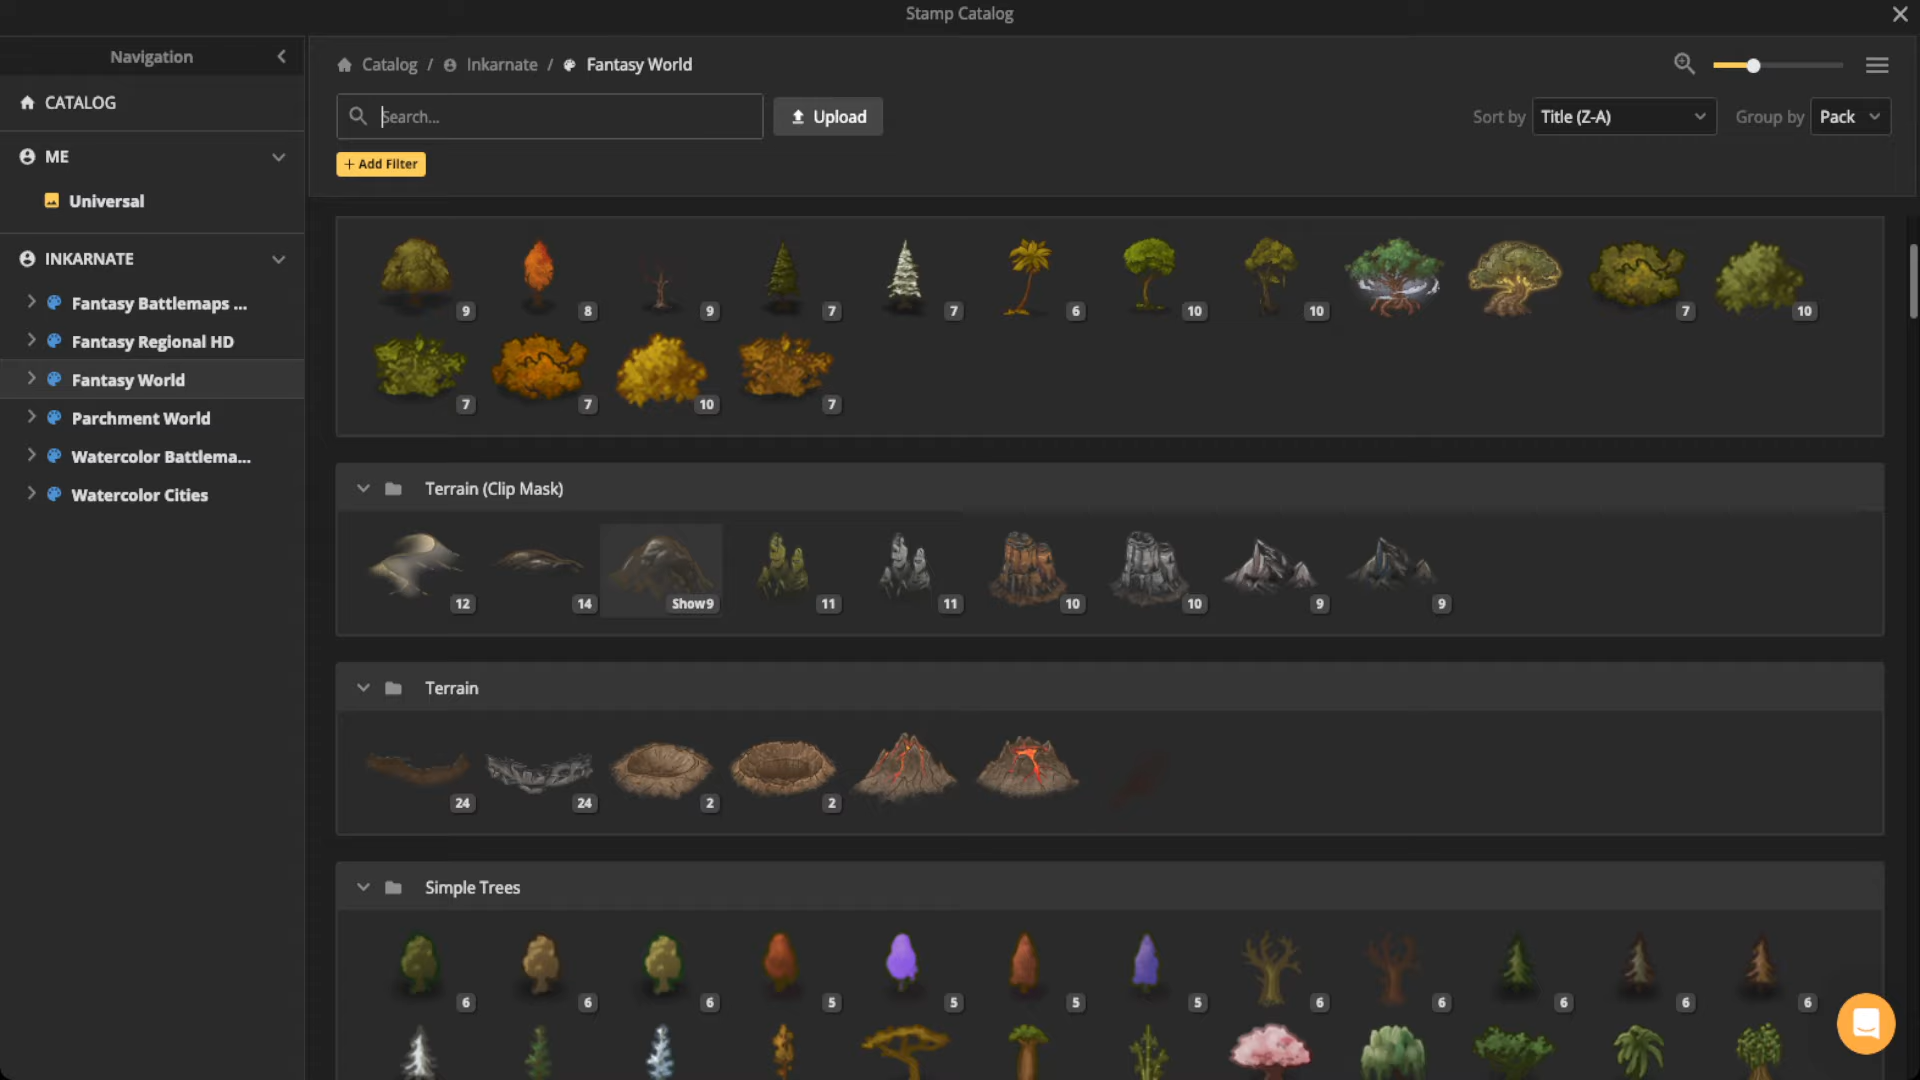 Stamp Catalog
Navigation
CATALOG
ME
Universal
INKARNATE
Fantasy Battlemaps ...
Fantasy Regional HD
Fantasy World
Parchment World
Watercolor Battlema...
Watercolor Cities
Catalog / Inkarnate / Fantasy World
Search...
Upload
Sort by Title (Z-A) Group by Pack
+ Add Filter
9 8 9 7 7 6 10 10 7 10
7 7 10 7
Terrain (Clip Mask)
12 14 Show9 11 11 10 10 9 9
Terrain
24 24 2 2
Simple Trees
6 6 6 5 5 5 5 6 6 6 6 6